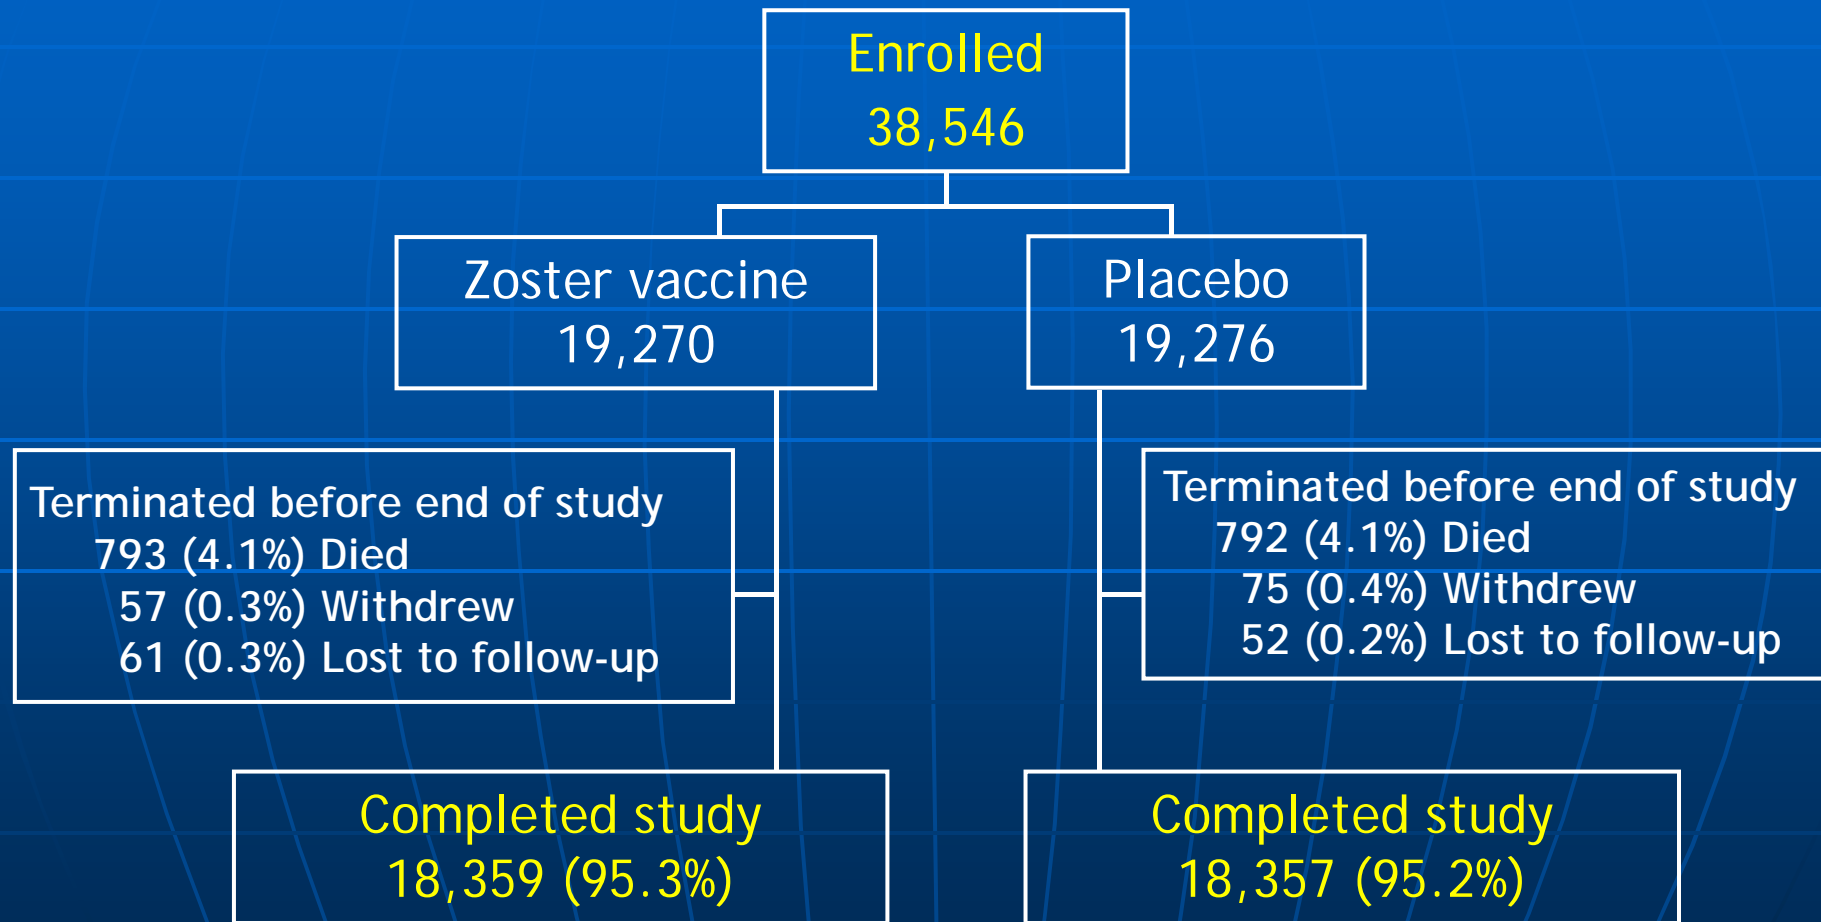 Enrolled
38,546
Zoster vaccine
19,270
Placebo
19,276
Terminated before end of study
793 (4.1%) Died
57 (0.3%) Withdrew
61 (0.3%) Lost to follow-up
Terminated before end of study
792 (4.1%) Died
75 (0.4%) Withdrew
52 (0.2%) Lost to follow-up
Completed study
18,359 (95.3%)
Completed study
18,357 (95.2%)